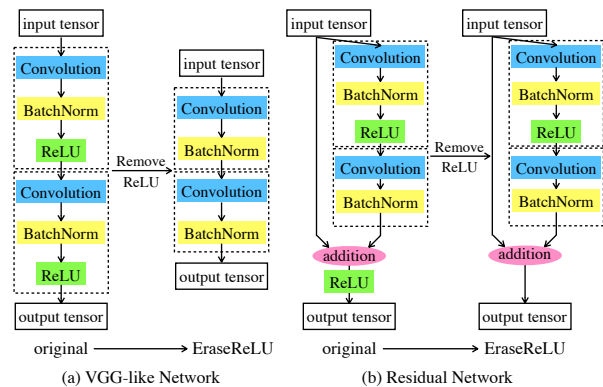 input tensor
Convolution
BatchNorm
ReLU
Convolution
BatchNorm
ReLU
output tensor
Remove
ReLU
input tensor
Convolution
BatchNorm
Convolution
BatchNorm
output tensor
original
EraseReLU
(a) VGG-like Network
input tensor
Convolution
BatchNorm
ReLU
Convolution
BatchNorm
addition
ReLU
output tensor
Remove
ReLU
input tensor
Convolution
BatchNorm
ReLU
Convolution
BatchNorm
addition
output tensor
original
EraseReLU
(b) Residual Network